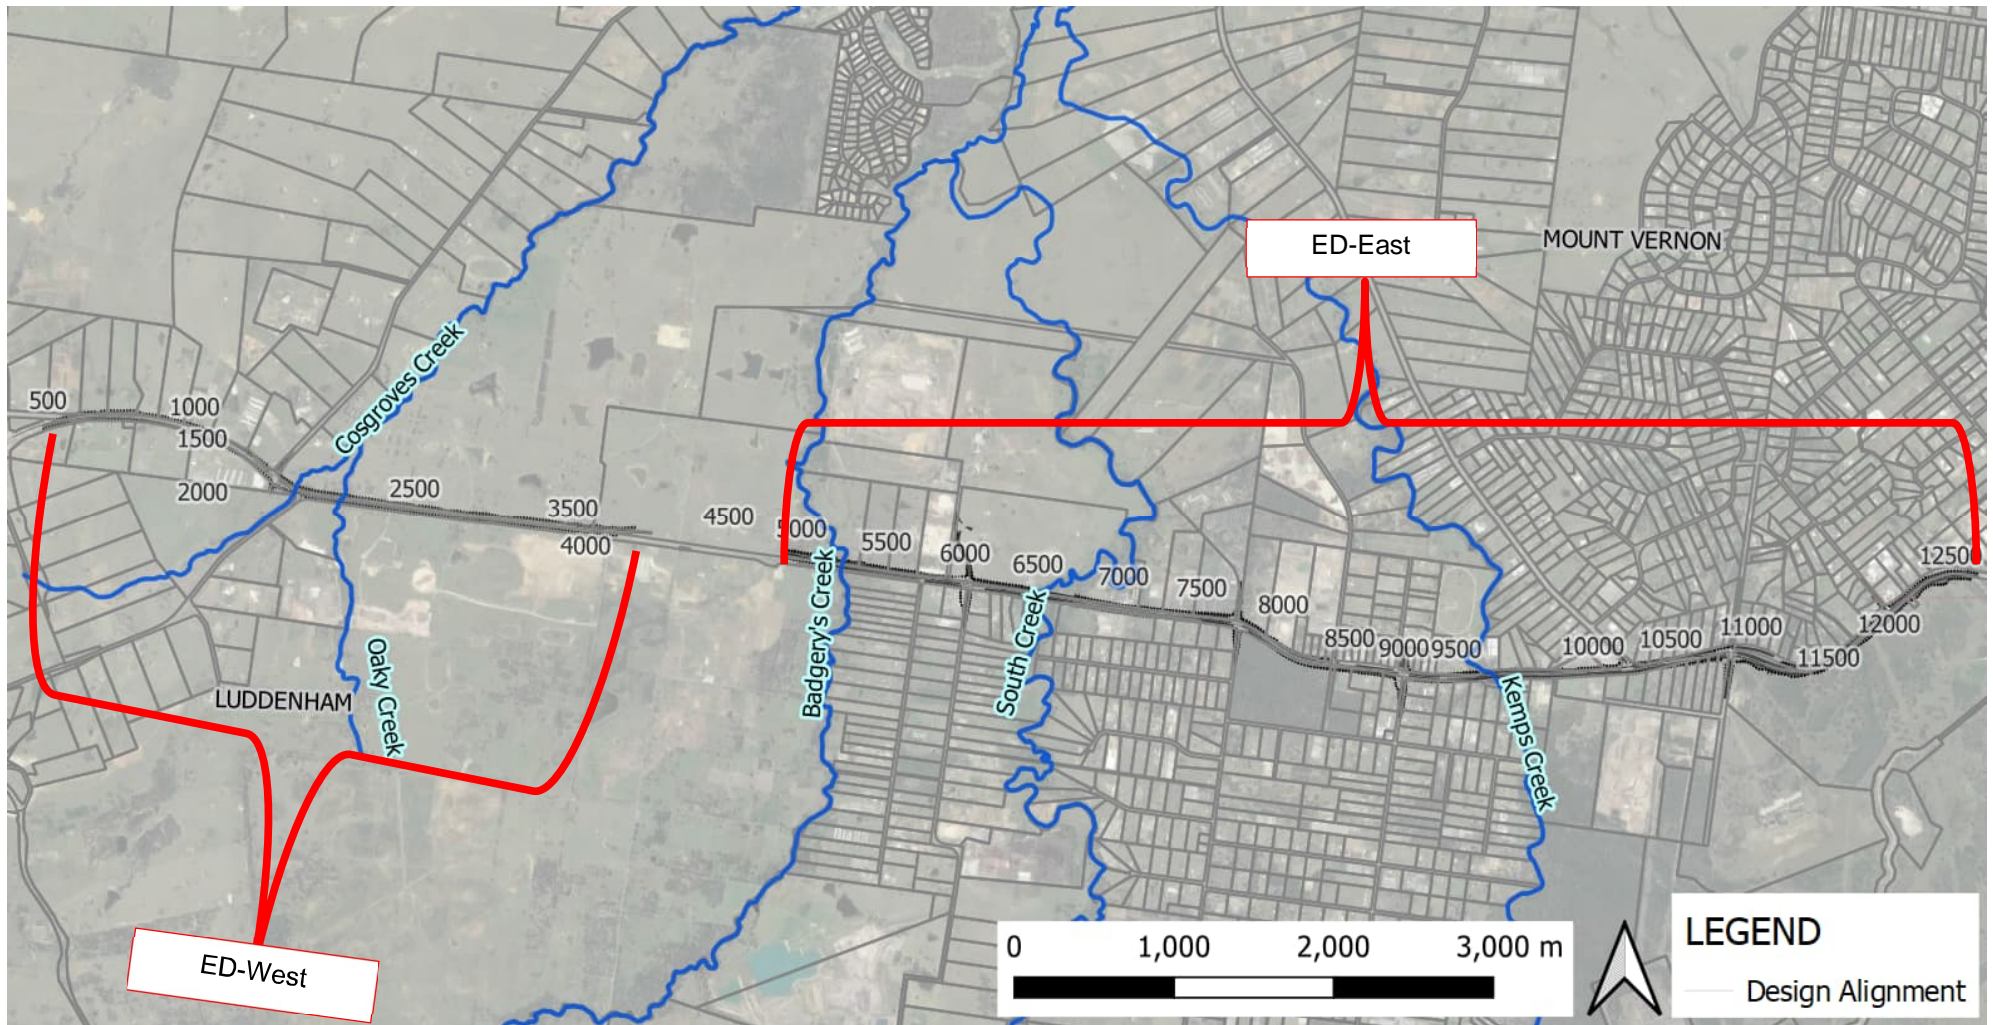 ED-East
MOUNT VERNON
Cosgroves Creek
500
1000
1500
2000
2500
3500
4000
4500
5000
5500
6000
6500
7000
7500
8000
8500
9000
9500
10000
10500
11000
11500
12000
12500
Badgery's Creek
South Creek
Oaky Creek
LUDDENHAM
Kemps Creek
ED-West
0 1,000 2,000 3,000 m
LEGEND
Design Alignment